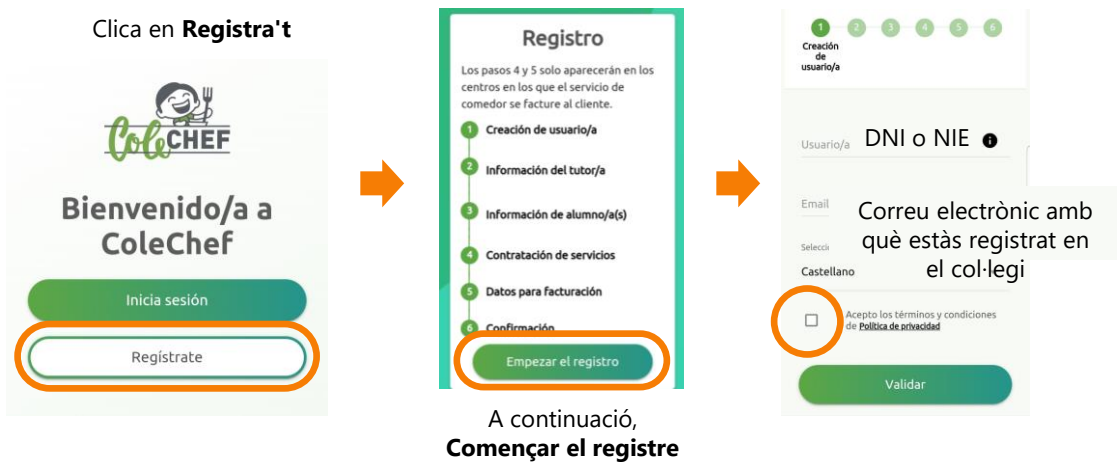 Clica en Registra't
ColeCHEF
Bienvenido/a a
ColeChef
Inicia sesión
Regístrate
Registro
Los pasos 4 y 5 solo aparecerán en los
centros en los que el servicio de
comedor se facture al cliente.
1 Creación de usuario/a
2 Información del tutor/a
3 Información de alumno/a(s)
4 Contratación de servicios
5 Datos para facturación
6 Confirmación
Empezar el registro
A continuació,
Començar el registre
1 2 3 4 5 6
Creación
de
usuario/a
Usuario/a DNI o NIE i
Email
Correu electrònic amb
què estàs registrat en
el col·legi
Castellano
Acepto los términos y condiciones
de Política de privacidad
Validar